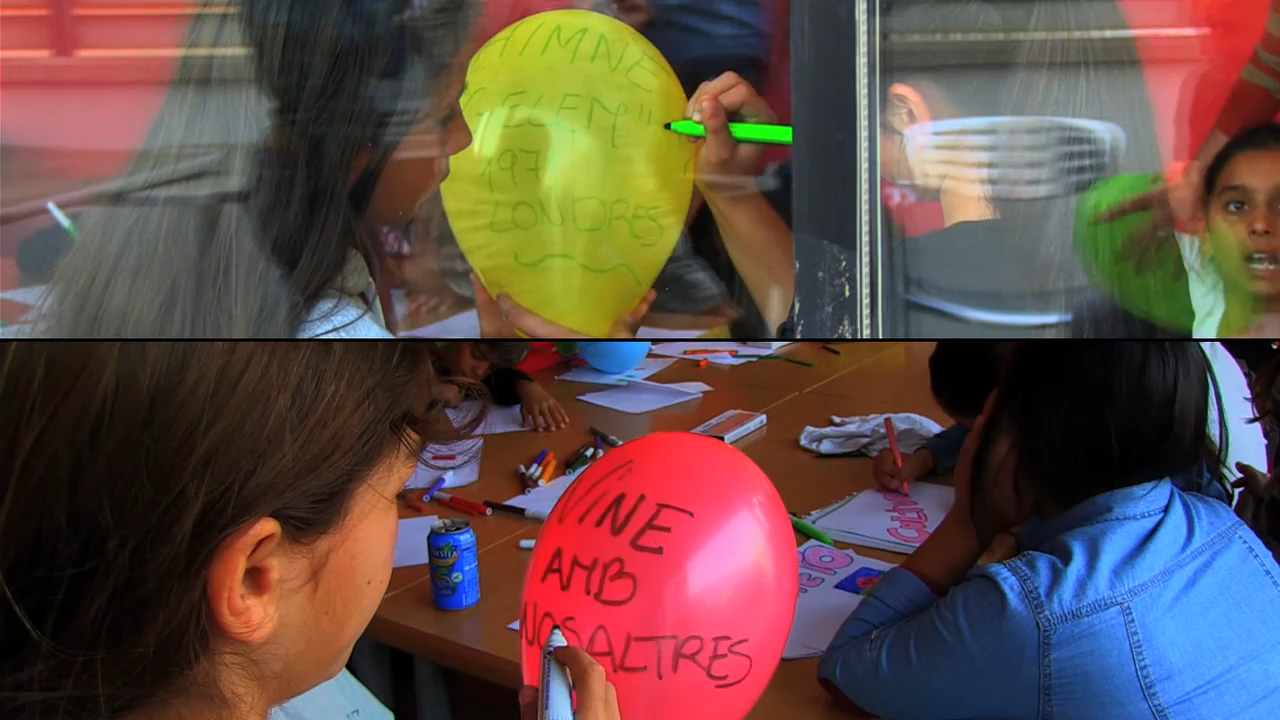 HIMNE
"GELEM"
197
LONDRES
VINE
AMB
NOSALTRES